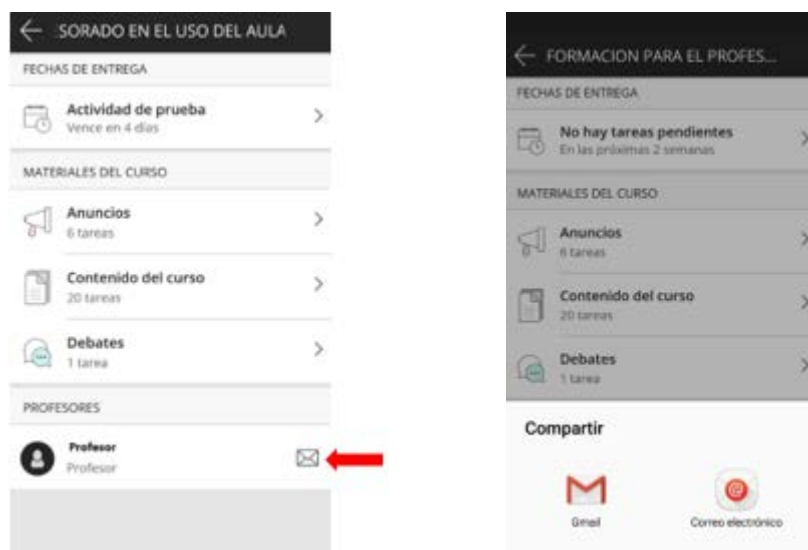 SORADO EN EL USO DEL AULA
FECHAS DE ENTREGA
Actividad de prueba
Vence en 4 días
MATERIALES DEL CURSO
Anuncios
6 tareas
Contenido del curso
20 tareas
Debates
1 tarea
PROFESORES
Profesor
Profesor
FORMACION PARA EL PROFES...
FECHAS DE ENTREGA
No hay tareas pendientes
En las próximas 2 semanas
MATERIALES DEL CURSO
Anuncios
6 tareas
Contenido del curso
20 tareas
Debates
1 tarea
Compartir
Gmail
Correo electrónico